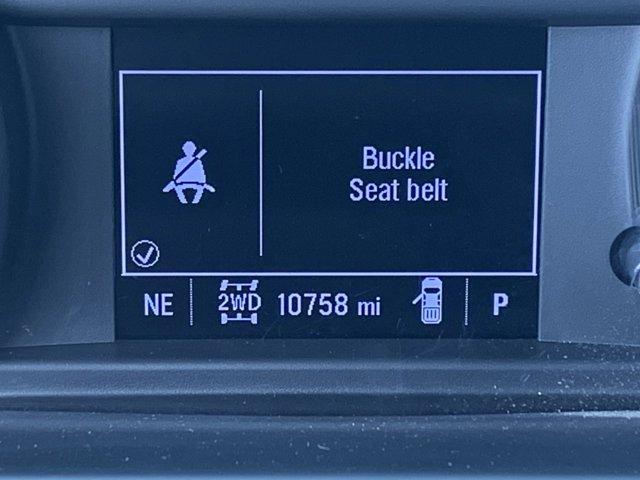 Buckle
Seat belt
NE 2WD 10758 mi P